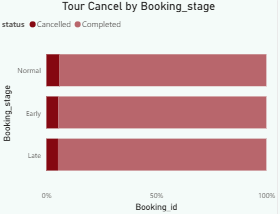 Tour Cancel by Booking_stage
status Cancelled Completed
Booking_stage
Normal
Early
Late
0% 50% 100%
Booking_id